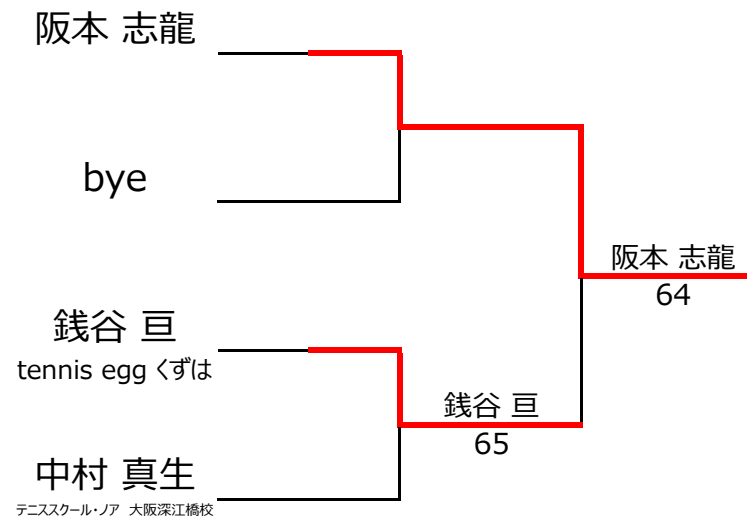 阪本 志龍
bye
阪本 志龍
64
銭谷 亘
tennis egg くずは
銭谷 亘
65
中村 真生
テニススクール・ノア 大阪深江橋校